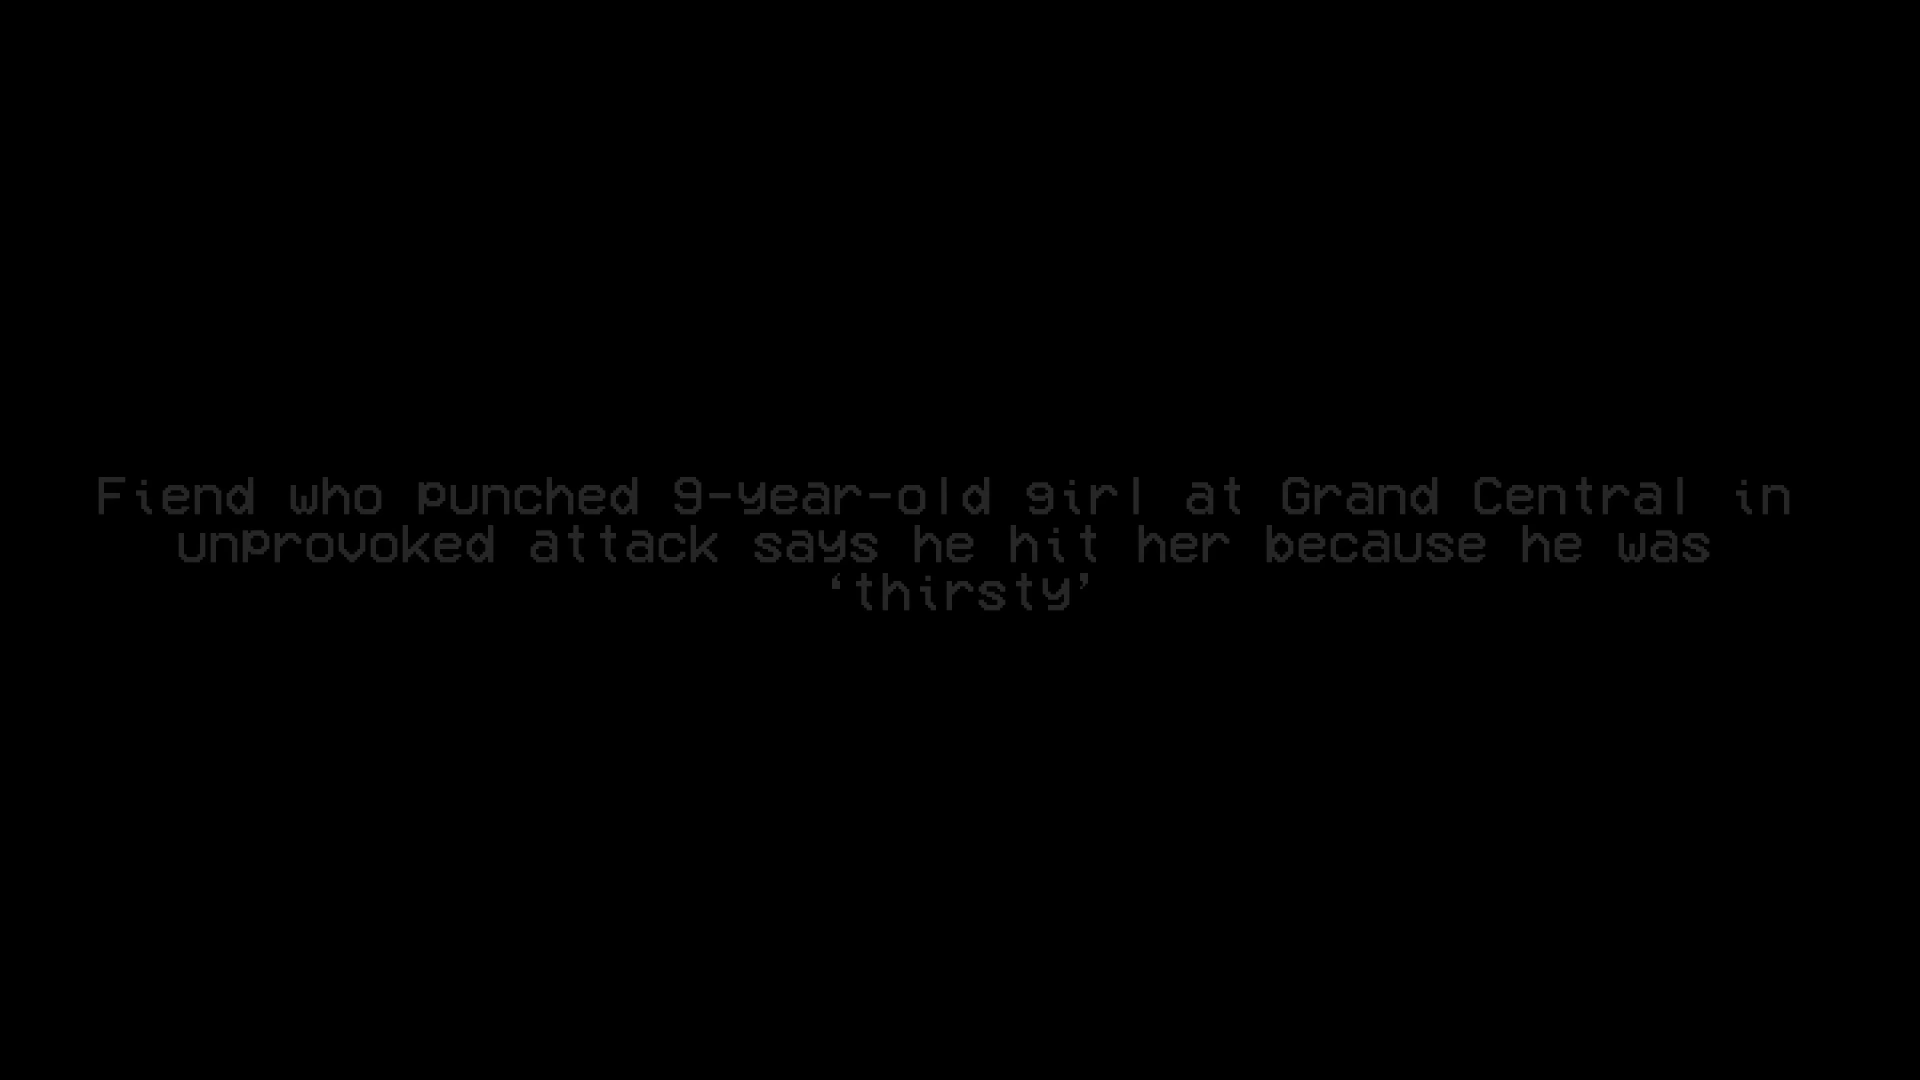 Fiend who punched 9-year-old girl at Grand Central in
unprovoked attack says he hit her because he was
‘thirsty’